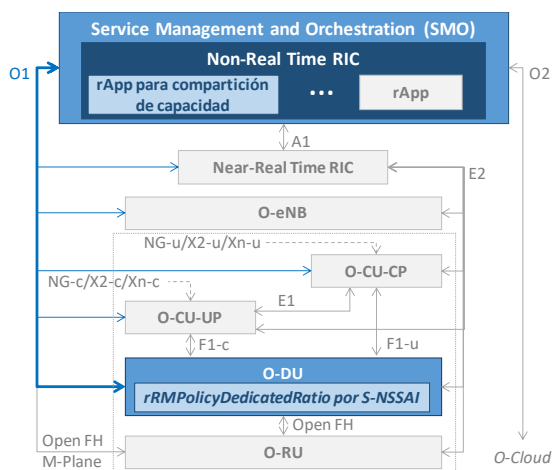 Service Management and Orchestration (SMO)
Non-Real Time RIC
O1
O2
rApp para compartición
de capacidad
...
rApp
A1
Near-Real Time RIC
E2
O-eNB
NG-u/X2-u/Xn-u
O-CU-CP
NG-c/X2-c/Xn-c
E1
O-CU-UP
F1-c
F1-u
O-DU
rRMPolicyDedicatedRatio por S-NSSAI
Open FH
Open FH
M-Plane
O-RU
O-Cloud